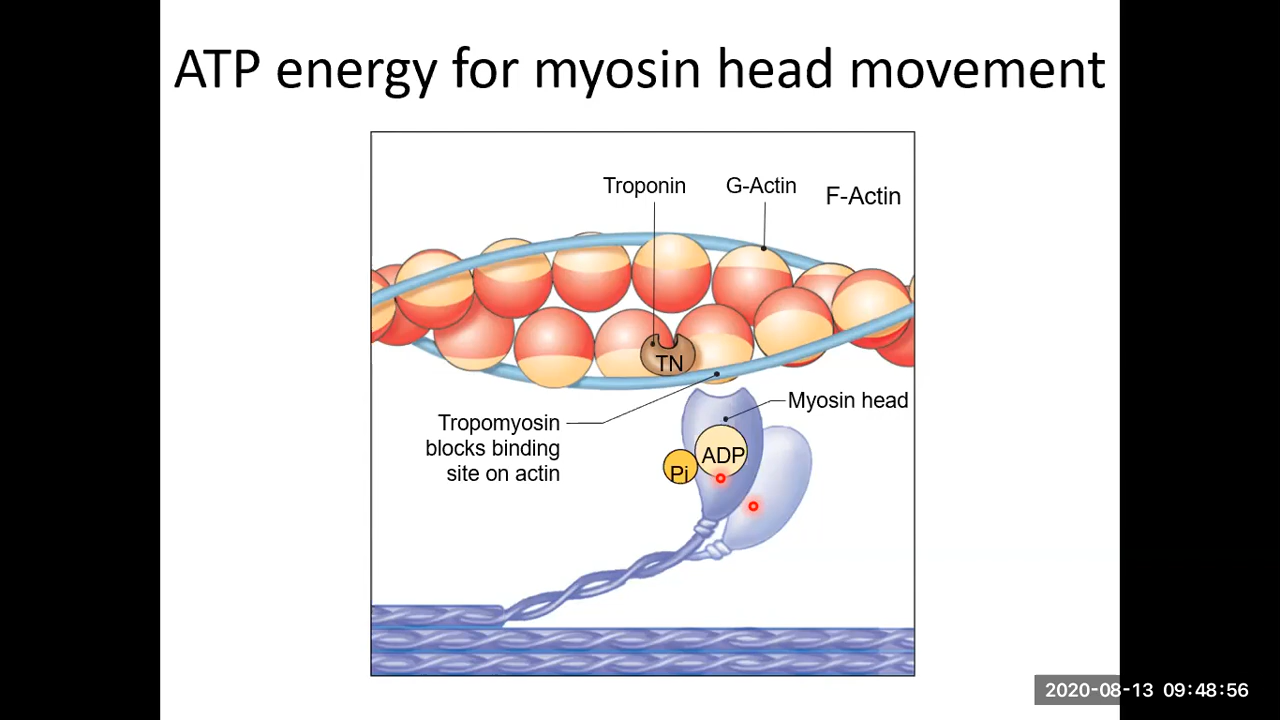 ATP energy for myosin head movement
Troponin
G-Actin
F-Actin
TN
Myosin head
Tropomyosin
blocks binding
site on actin
ADP
Pi
2020-08-13 09:48:56